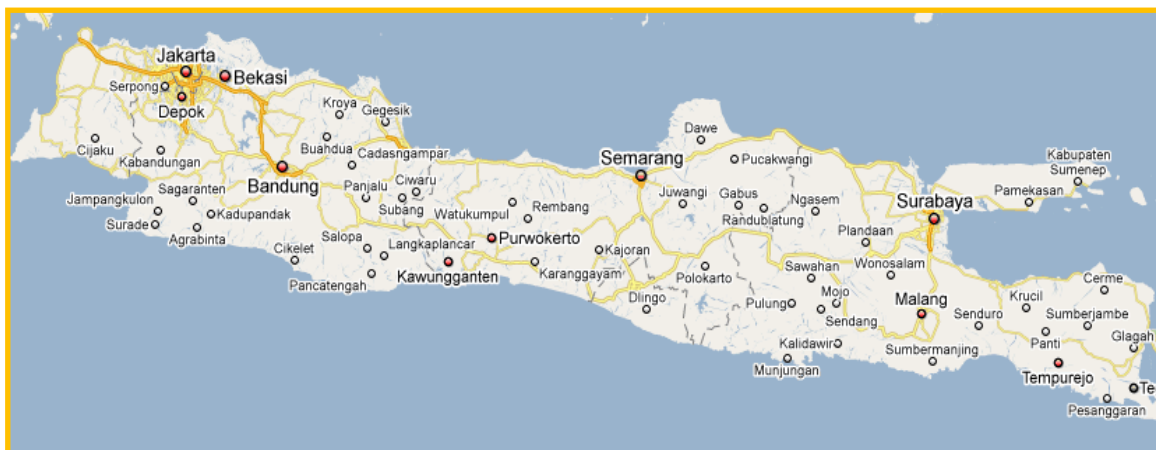 Jakarta
Bekasi
Serpong
Depok
Kroya
Gegesik
Cijaku
Kabandungan
Buahdua
Cadasngampar
Bandung
Sagaranten
Panjalu
Ciwaru
Jampangkulon
Kadupandak
Subang
Surade
Agrabinta
Watukumpul
Rembang
Salopa
Langkaplancar
Purwokerto
Cikelet
Kawungganten
Karanggayam
Pancatengah
Kajoran
Dlingo
Dawe
Semarang
Pucakwangi
Juwangi
Gabus
Ngasem
Randublatung
Kabupaten
Sumenep
Pamekasan
Surabaya
Plandaan
Polokarto
Sawahan
Wonosalam
Pulung
Mojo
Sendang
Malang
Senduro
Krucil
Cerme
Sumberjambe
Kalidawir
Munjungan
Sumbermanjing
Panti
Glagah
Tempurejo
Pesanggaran